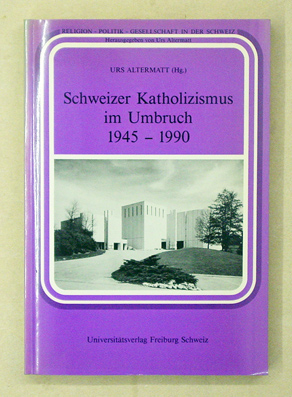 RELIGION - POLITIK - GESELLSCHAFT IN DER SCHWEIZ
Herausgegeben von Urs Altermatt
URS ALTERMATT (Hg.)
Schweizer Katholizismus
im Umbruch
1945 – 1990
Universitätsverlag Freiburg Schweiz